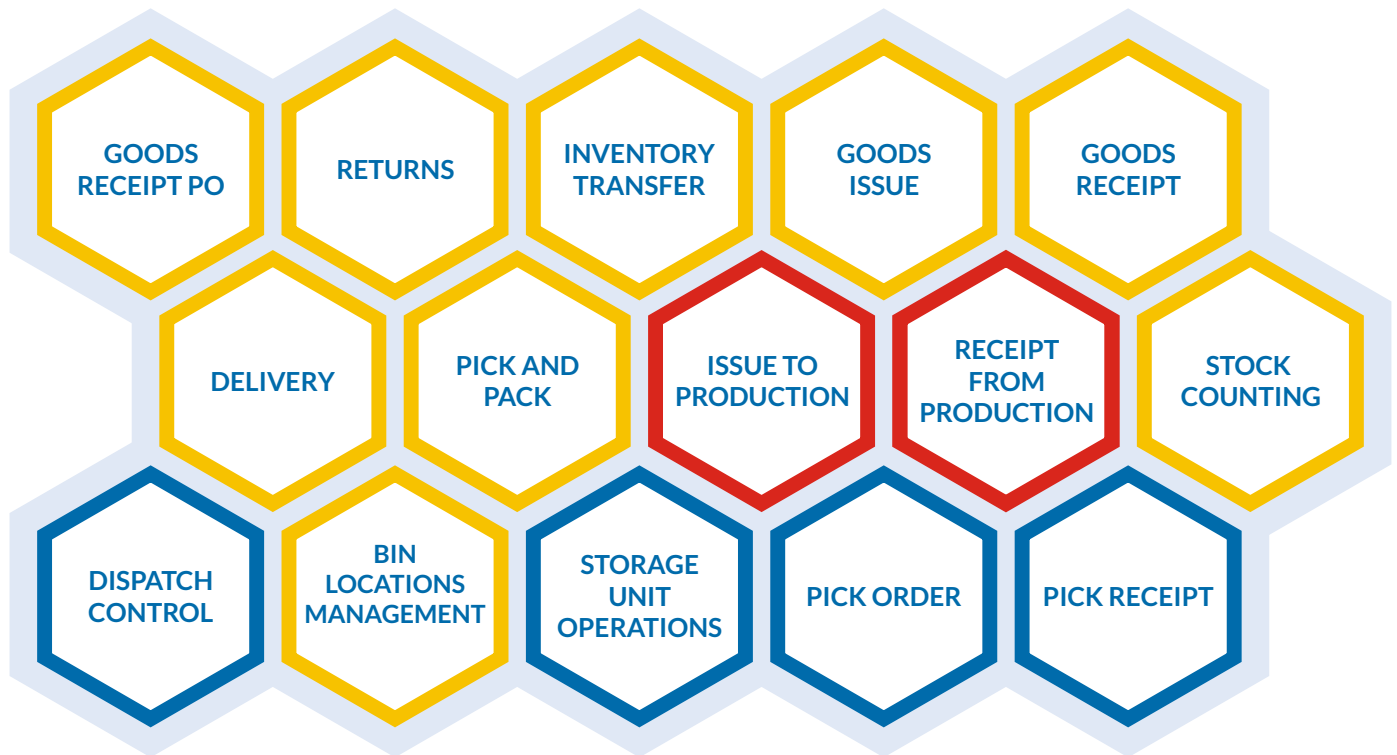 GOODS
RECEIPT PO
RETURNS
INVENTORY
TRANSFER
GOODS
ISSUE
GOODS
RECEIPT
DELIVERY
PICK AND
PACK
ISSUE TO
PRODUCTION
RECEIPT
FROM
PRODUCTION
STOCK
COUNTING
DISPATCH
CONTROL
BIN
LOCATIONS
MANAGEMENT
STORAGE
UNIT
OPERATIONS
PICK ORDER
PICK RECEIPT